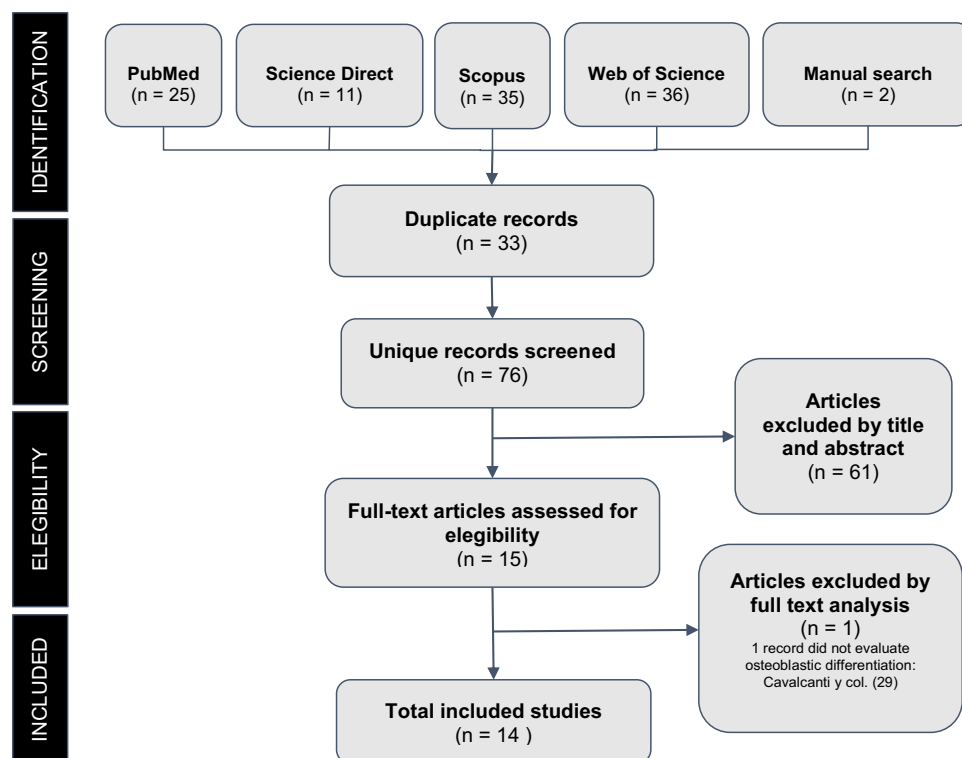 IDENTIFICATION
PubMed
(n = 25)
Science Direct
(n = 11)
Scopus
(n = 35)
Web of Science
(n = 36)
Manual search
(n = 2)
Duplicate records
(n = 33)
SCREENING
Unique records screened
(n = 76)
Articles
excluded by title
and abstract
(n = 61)
ELEGIBILITY
Full-text articles assessed for
elegibility
(n = 15)
Articles excluded by
full text analysis
(n = 1)
1 record did not evaluate
osteoblastic differentiation:
Cavalcanti y col. (29)
INCLUDED
Total included studies
(n = 14 )